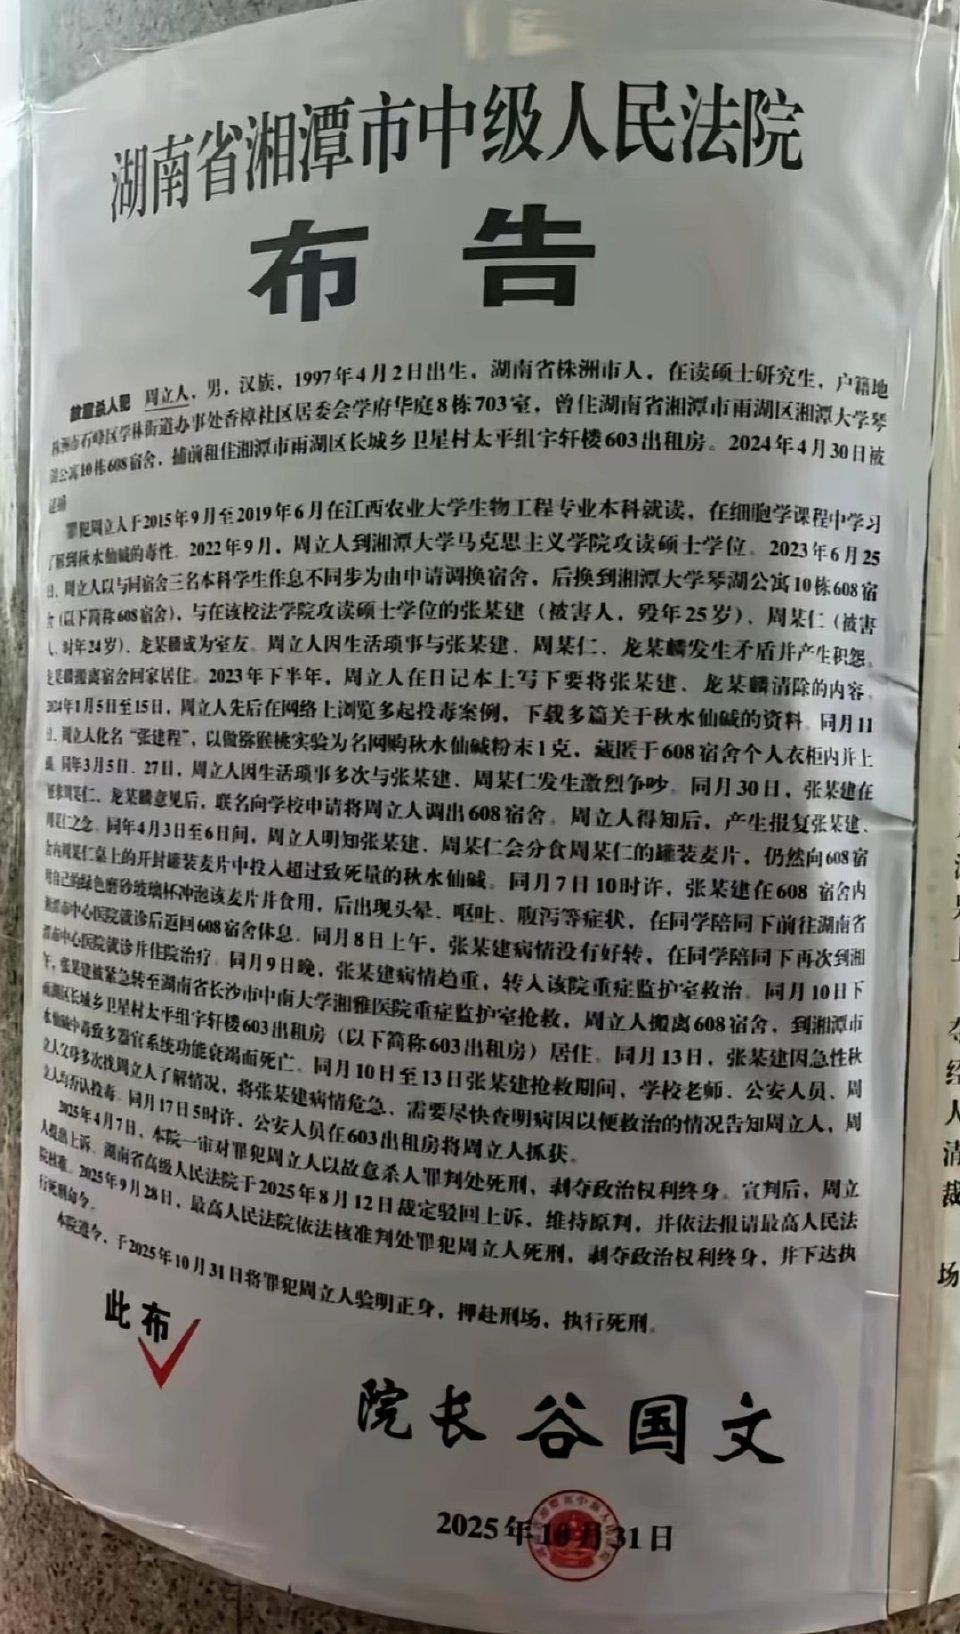 湖南省湘潭市中级人民法院
布告
故意杀人犯 周立人，男，汉族，1997年4月2日出生，湖南省株洲市人，在读硕士研究生，户籍地
株洲市石峰区学林街道办事处香樟社区居委会学府华庭8栋703室，曾住湖南省湘潭市雨湖区湘潭大学琴
湖公寓10栋608宿舍，捕前租住湘潭市雨湖区长城乡卫星村太平组字轩楼603出租房。2024年4月30日被
逮捕
罪犯周立人于2015年9月至2019年6月在江西农业大学生物工程专业本科就读，在细胞学课程中学习
了解到秋水仙碱的毒性。2022年9月，周立人到湘潭大学马克思主义学院攻读硕士学位。2023年6月25
日，周立人以与同宿舍三名本科学生作息不同步为由申请调换宿舍，后换到湘潭大学琴湖公寓10栋608宿
舍（以下简称608宿舍），与在该校法学院攻读硕士学位的张某建（被害人，殁年25岁）、周某仁（被害
人，时年24岁）、龙某麟成为室友。周立人因生活琐事与张某建、周某仁、龙某麟发生矛盾并产生积怨。
龙某麟搬离宿舍回家居住。2023年下半年，周立人在日记本上写下要将张某建、龙某麟清除的内容。
2024年1月5日至15日，周立人先后在网络上浏览多起投毒案例，下载多篇关于秋水仙碱的资料。同月11
日，周立人化名“张建程”，以做猕猴桃实验为名网购秋水仙碱粉末1克，藏匿于608宿舍个人衣柜内并上
锁。同年3月5日、27日，周立人因生活琐事多次与张某建、周某仁发生激烈争吵。同月30日，张某建在
征求周某仁、龙某麟意见后，联名向学校申请将周立人调出608宿舍。周立人得知后，产生报复张某建、
周某仁之念。同年4月3日至6日间，周立人明知张某建、周某仁会分食周某仁的罐装麦片，仍然向608宿
舍内周某仁桌上的开封罐装麦片中投入超过致死量的秋水仙碱。同月7日10时许，张某建在608 宿舍内
用自己的绿色磨砂玻璃杯冲泡该麦片并食用，后出现头晕、呕吐、腹泻等症状，在同学陪同下前往湖南省
湘潭市中心医院就诊后返回608宿舍休息。同月8日上午，张某建病情没有好转，在同学陪同下再次到湘
潭市中心医院就诊并住院治疗。同月9日晚，张某建病情趋重，转入该院重症监护室救治。同月10日下
午，张某建被紧急转至湖南省长沙市中南大学湘雅医院重症监护室抢救，周立人搬离608宿舍，到湘潭市
雨湖区长城乡卫星村太平组字轩楼603出租房（以下简称603出租房）居住。同月13日，张某建因急性秋
水仙碱中毒致多器官系统功能衰竭而死亡。同月10日至13日张某建抢救期间，学校老师、公安人员、周
立人父母多次找周立人了解情况，将张某建病情危急、需要尽快查明病因以便救治的情况告知周立人，周
立人均否认投毒。同月17日5时许，公安人员在603出租房将周立人抓获。
2025年4月7日，本院一审对罪犯周立人以故意杀人罪判处死刑，剥夺政治权利终身。宣判后，周立
人提出上诉。湖南省高级人民法院于2025年8月12日裁定驳回上诉，维持原判，并依法报请最高人民法
院核准。2025年9月28日，最高人民法院依法核准判处罪犯周立人死刑，剥夺政治权利终身，并下达执
行死刑命令。
本院遵令，于2025年10月31日将罪犯周立人验明正身，押赴刑场，执行死刑。
此布
院长 谷国文
2025年10月31日